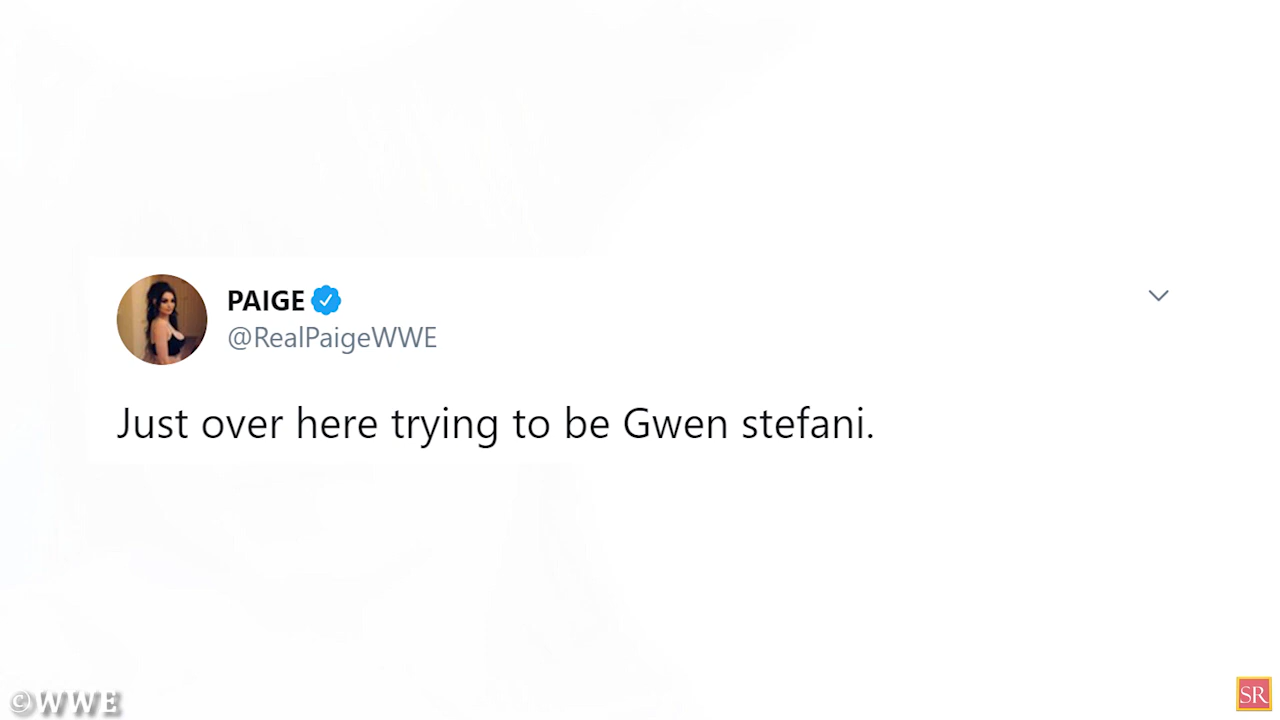 PAIGE
@RealPaigeWWE
Just over here trying to be Gwen stefani.
©WWE
SR